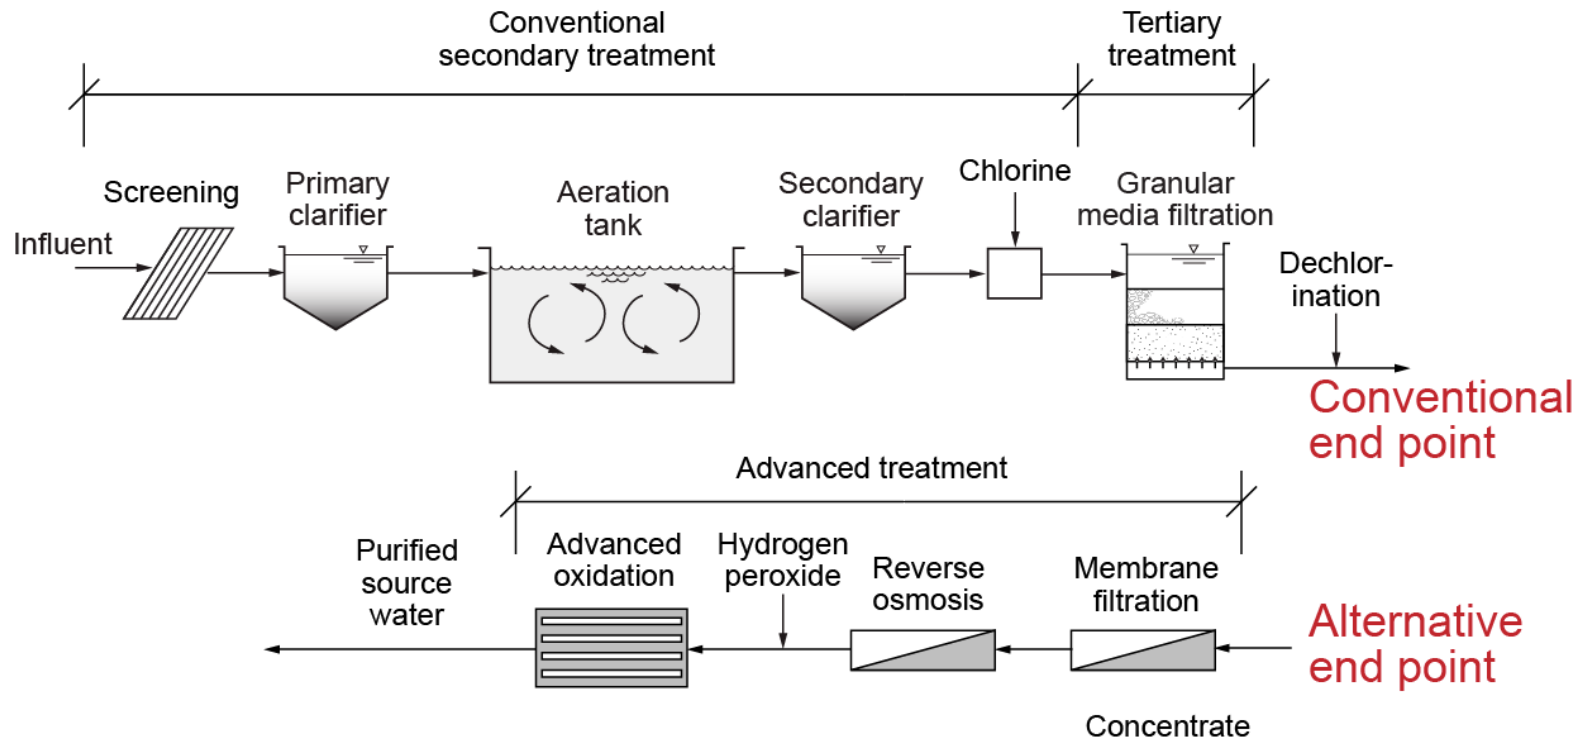 Conventional
secondary treatment
Tertiary
treatment
Influent
Screening
Primary
clarifier
Aeration
tank
Secondary
clarifier
Chlorine
Granular
media filtration
Dechlor-
ination
Conventional
end point
Advanced treatment
Purified
source
water
Advanced
oxidation
Hydrogen
peroxide
Reverse
osmosis
Membrane
filtration
Alternative
end point
Concentrate